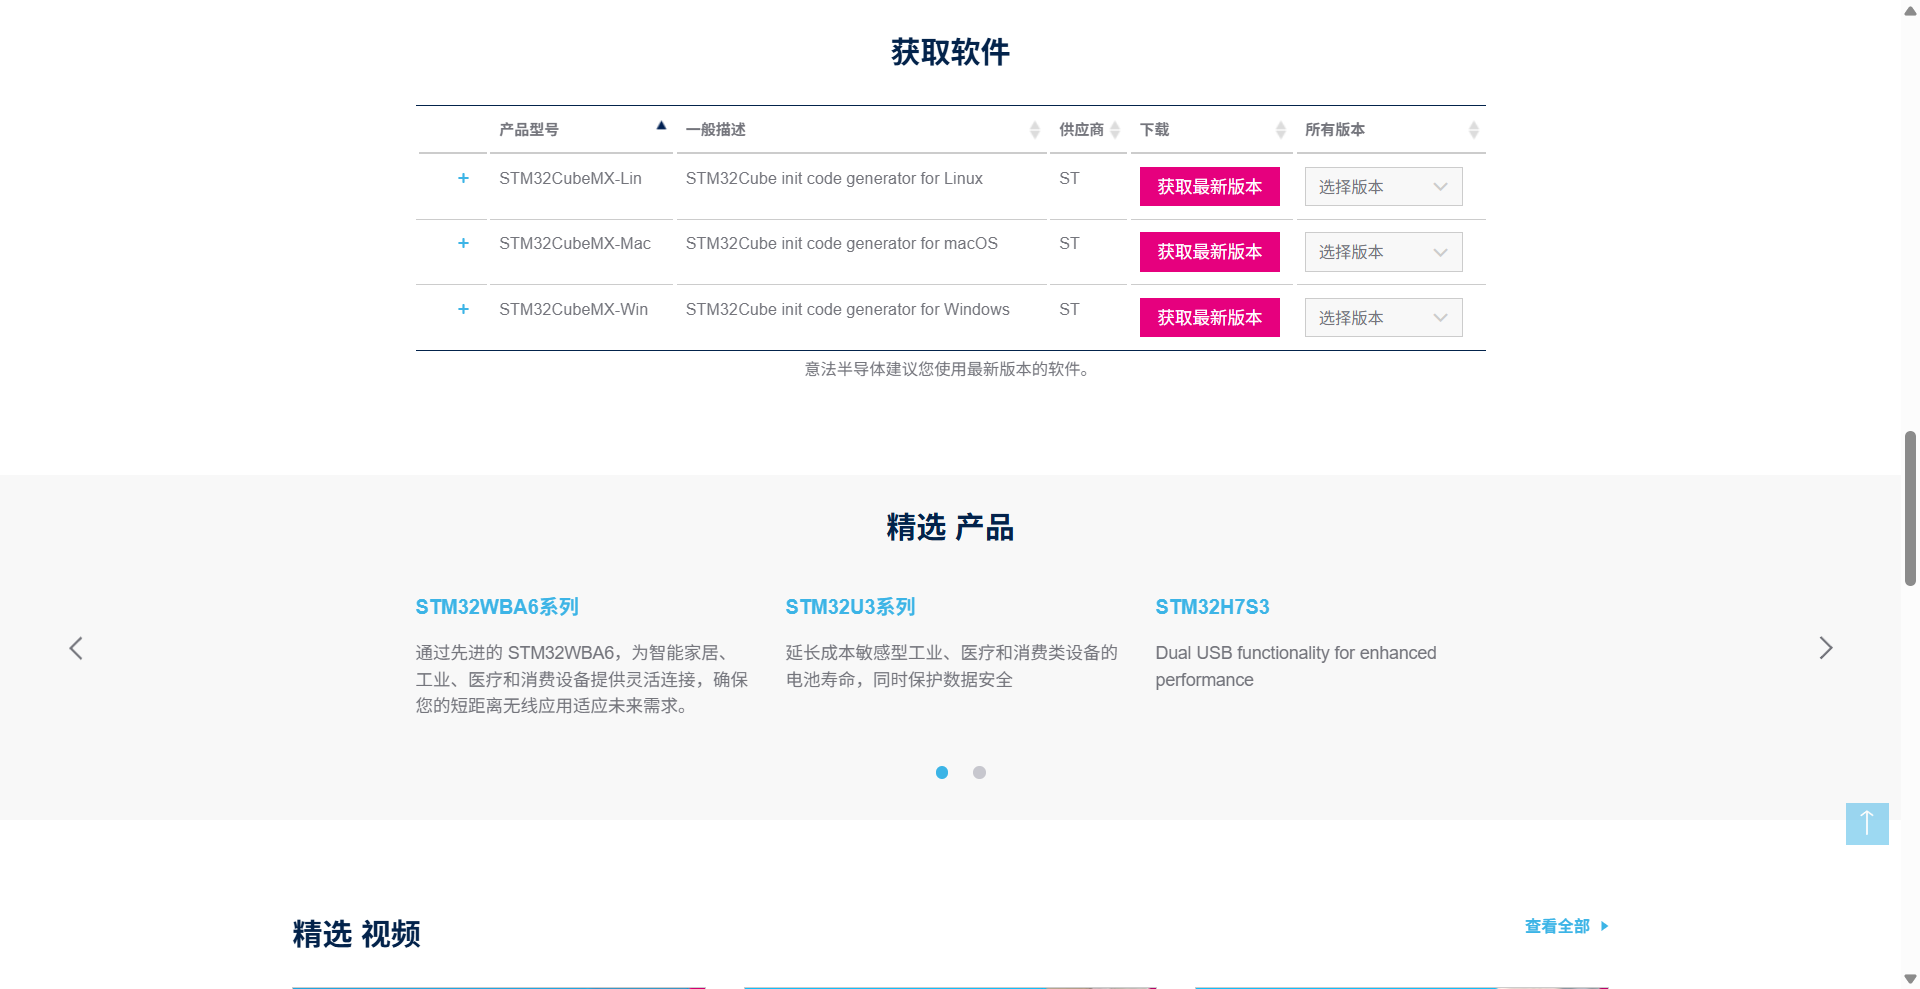 获取软件
产品型号 一般描述 供应商 下载 所有版本
+ STM32CubeMX-Lin STM32Cube init code generator for Linux ST 获取最新版本 选择版本
+ STM32CubeMX-Mac STM32Cube init code generator for macOS ST 获取最新版本 选择版本
+ STM32CubeMX-Win STM32Cube init code generator for Windows ST 获取最新版本 选择版本
意法半导体建议您使用最新版本的软件。
精选 产品
STM32WBA6系列
通过先进的 STM32WBA6，为智能家居、
工业、医疗和消费设备提供灵活连接，确保
您的短距离无线应用适应未来需求。
STM32U3系列
延长成本敏感型工业、医疗和消费类设备的
电池寿命，同时保护数据安全
STM32H7S3
Dual USB functionality for enhanced
performance
精选 视频
查看全部